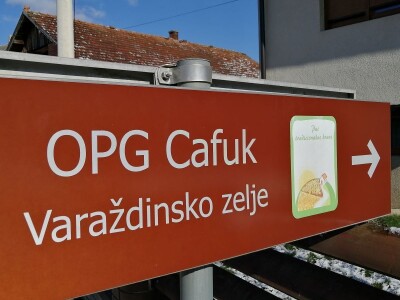 OPG Cafuk
Varaždinsko zelje